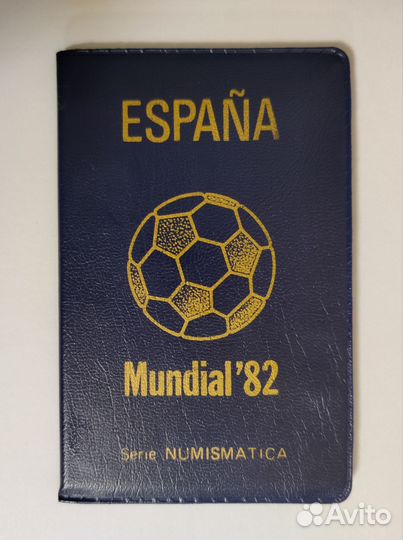 ESPAÑA
Mundial '82
Serie NUMISMATICA
Avito